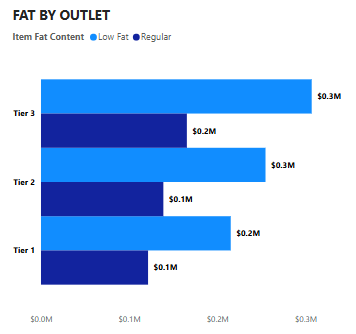 FAT BY OUTLET
Item Fat Content Low Fat Regular
$0.3M
Tier 3
$0.2M
$0.3M
Tier 2
$0.1M
$0.2M
Tier 1
$0.1M
$0.0M $0.1M $0.2M $0.3M